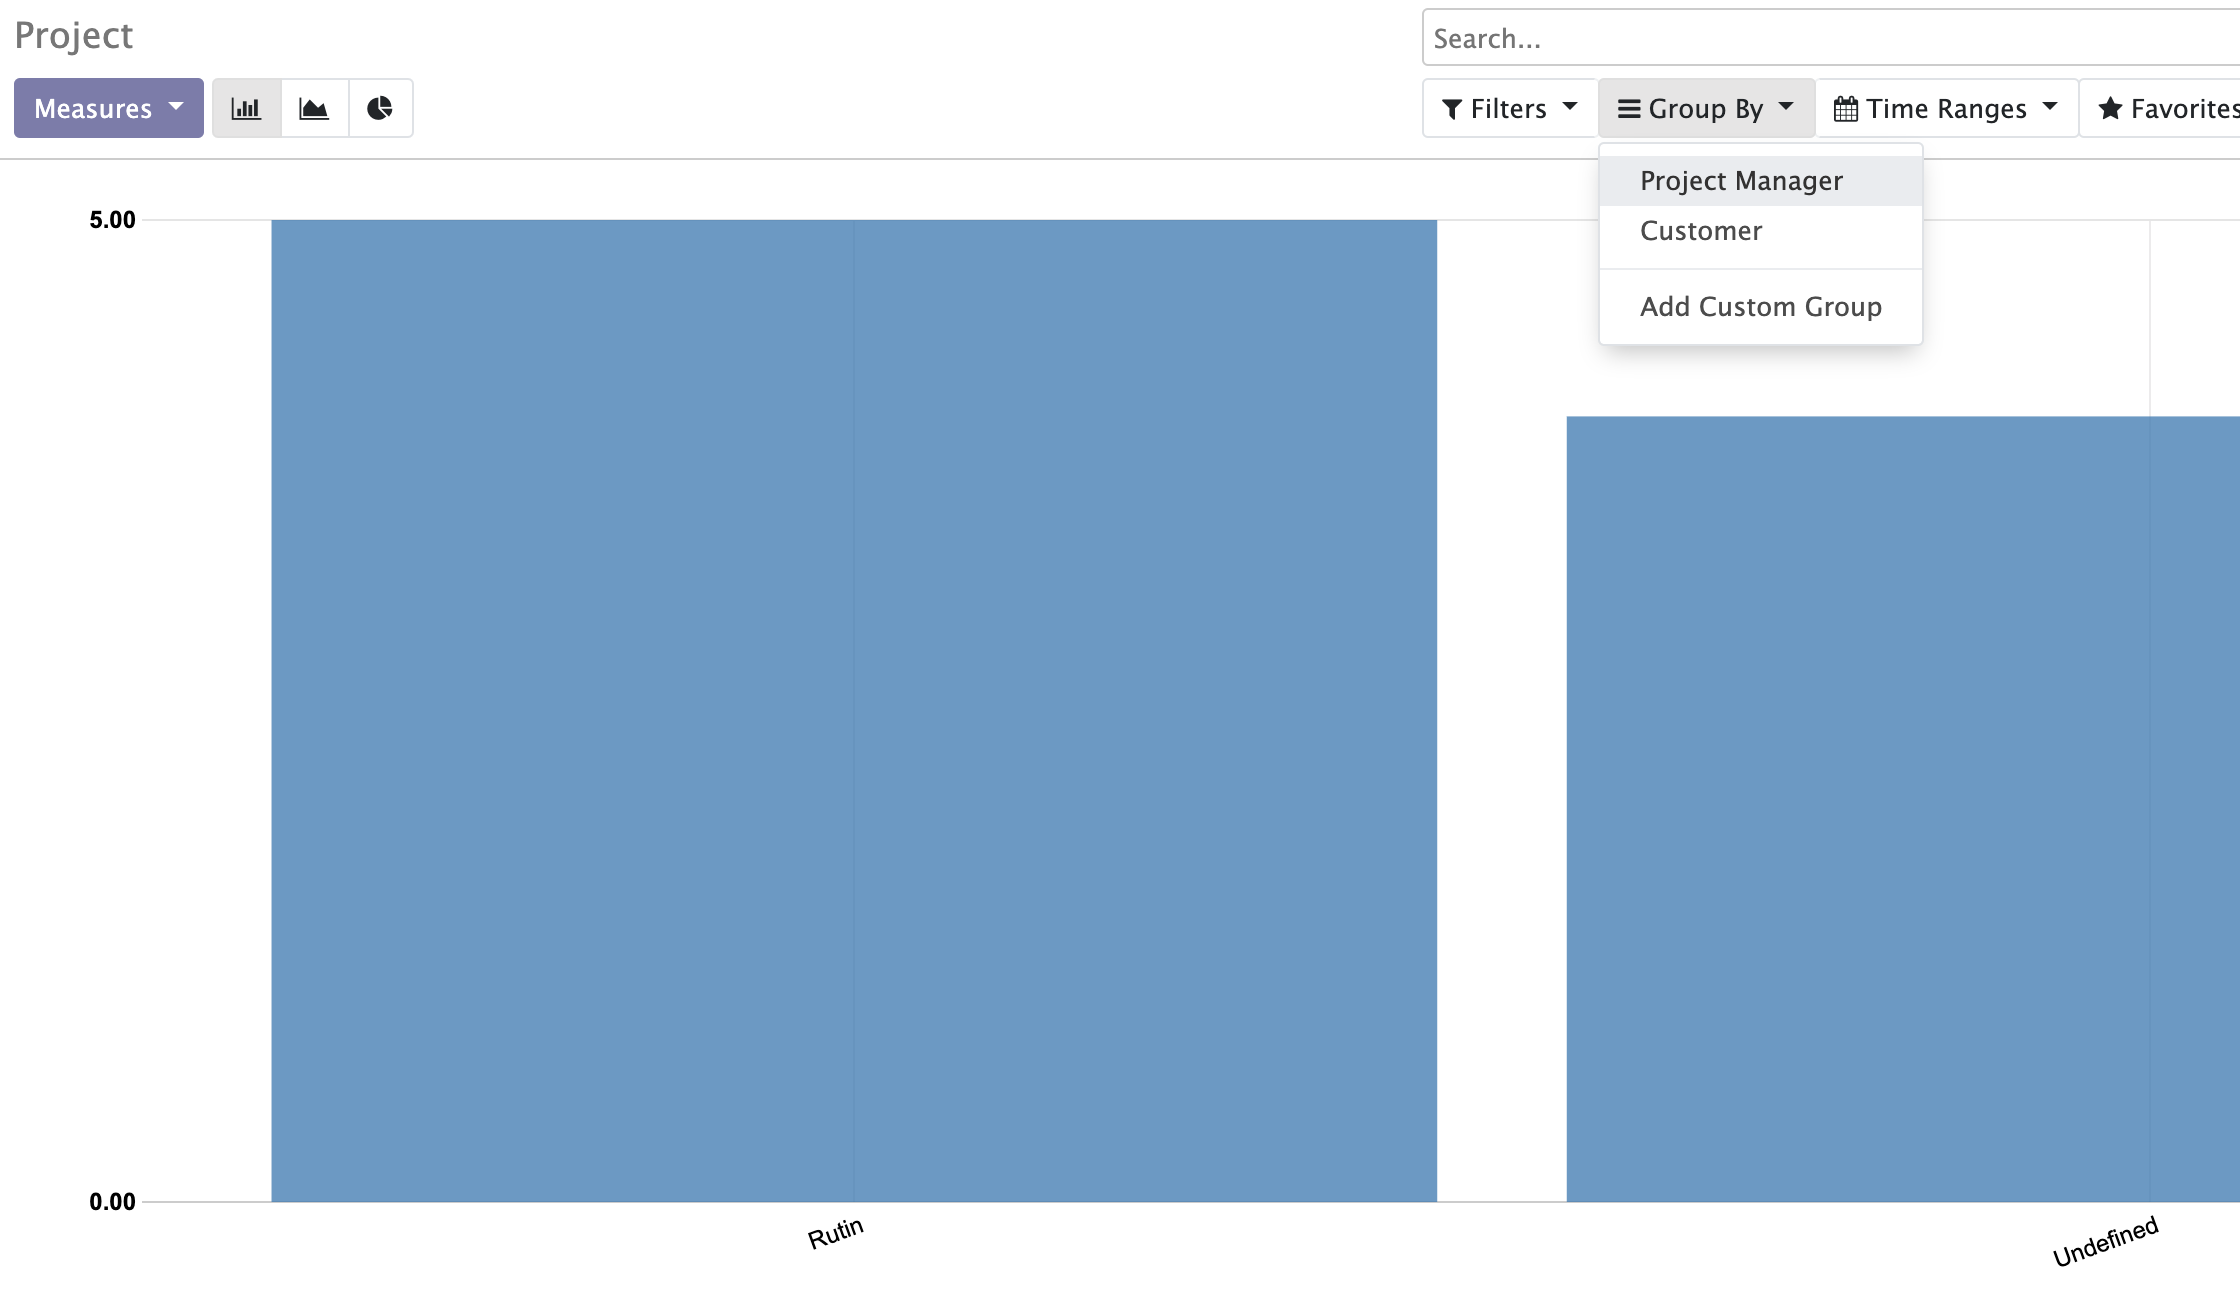 Project
Search...
Measures
Filters
Group By
Time Ranges
Favorites
Project Manager
Customer
Add Custom Group
5.00
0.00
Rutin
Undefined